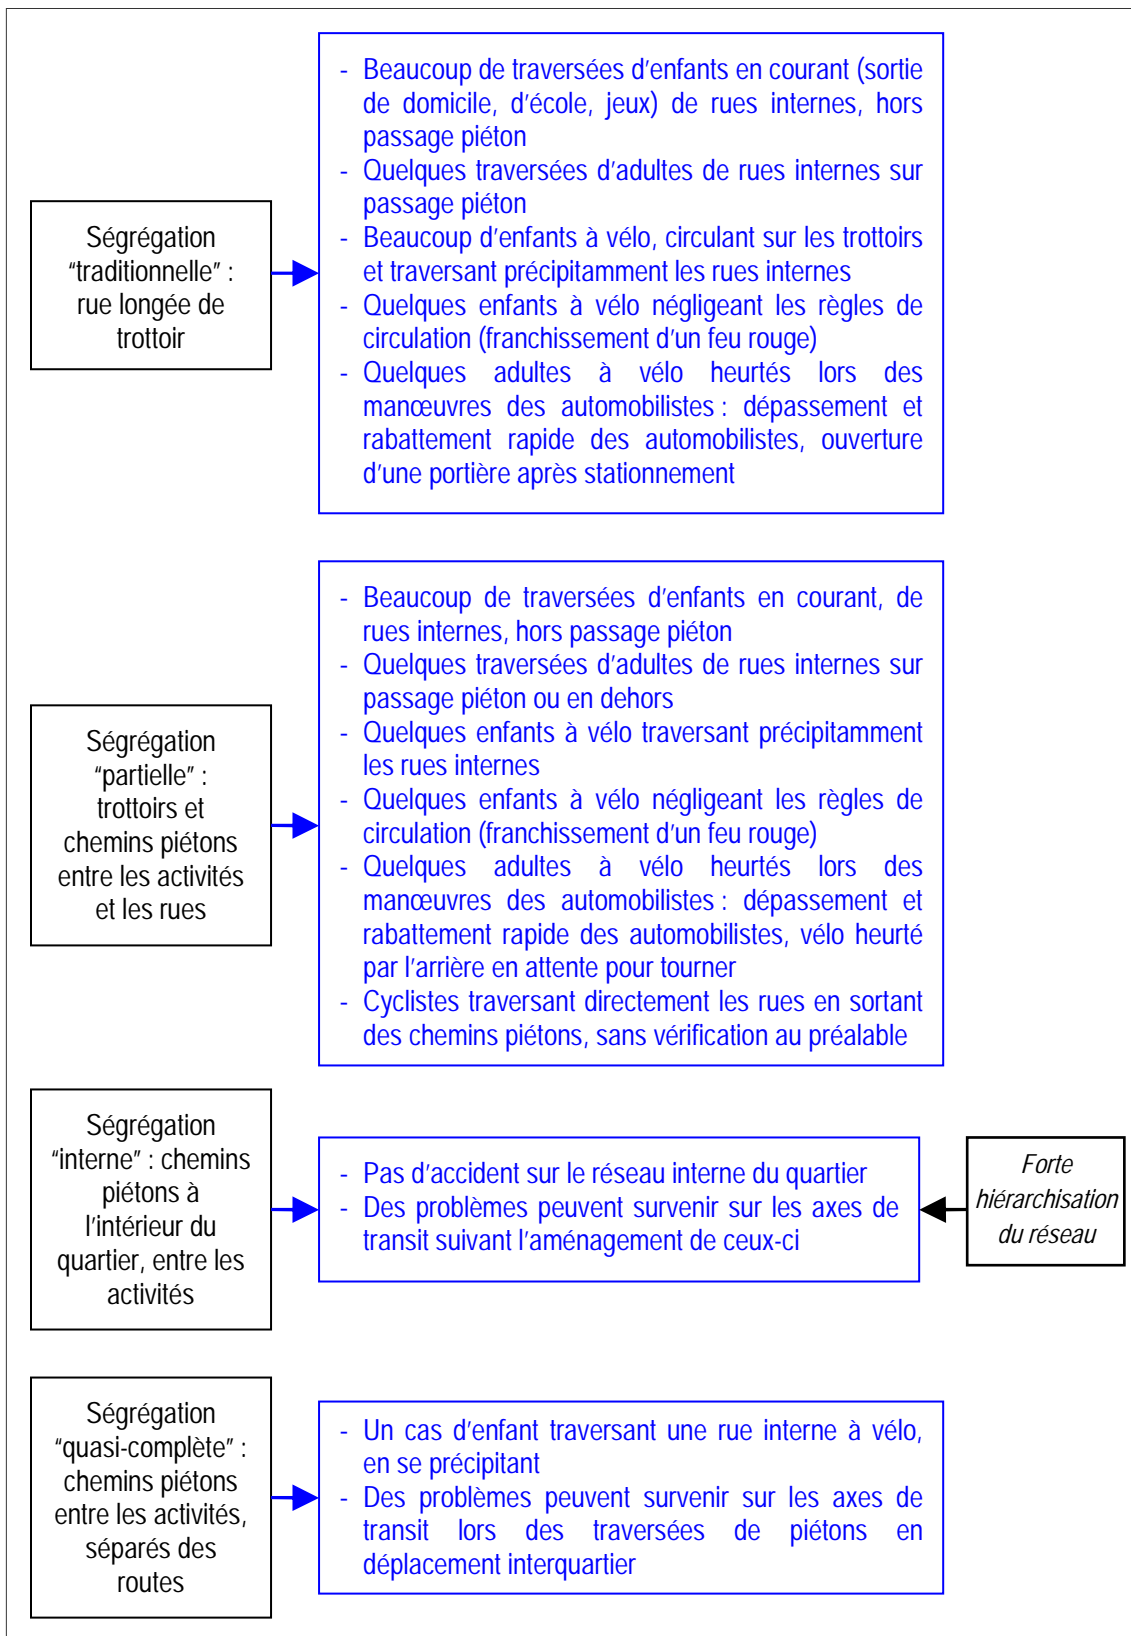 Ségrégation
“traditionnelle” :
rue longée de
trottoir
- Beaucoup de traversées d'enfants en courant (sortie
de domicile, d'école, jeux) de rues internes, hors
passage piéton
- Quelques traversées d'adultes de rues internes sur
passage piéton
- Beaucoup d'enfants à vélo, circulant sur les trottoirs
et traversant précipitamment les rues internes
- Quelques enfants à vélo négligeant les règles de
circulation (franchissement d'un feu rouge)
- Quelques adultes à vélo heurtés lors des
manœuvres des automobilistes : dépassement et
rabattement rapide des automobilistes, ouverture
d'une portière après stationnement
Ségrégation
“partielle” :
trottoirs et
chemins piétons
entre les activités
et les rues
- Beaucoup de traversées d'enfants en courant, de
rues internes, hors passage piéton
- Quelques traversées d'adultes de rues internes sur
passage piéton ou en dehors
- Quelques enfants à vélo traversant précipitamment
les rues internes
- Quelques enfants à vélo négligeant les règles de
circulation (franchissement d'un feu rouge)
- Quelques adultes à vélo heurtés lors des
manœuvres des automobilistes : dépassement et
rabattement rapide des automobilistes, vélo heurté
par l'arrière en attente pour tourner
- Cyclistes traversant directement les rues en sortant
des chemins piétons, sans vérification au préalable
Ségrégation
“interne” : chemins
piétons à
l'intérieur du
quartier, entre les
activités
- Pas d'accident sur le réseau interne du quartier
- Des problèmes peuvent survenir sur les axes de
transit suivant l'aménagement de ceux-ci
Forte
hiérarchisation
du réseau
Ségrégation
“quasi-complète” :
chemins piétons
entre les activités,
séparés des
routes
- Un cas d'enfant traversant une rue interne à vélo,
en se précipitant
- Des problèmes peuvent survenir sur les axes de
transit lors des traversées de piétons en
déplacement interquartier